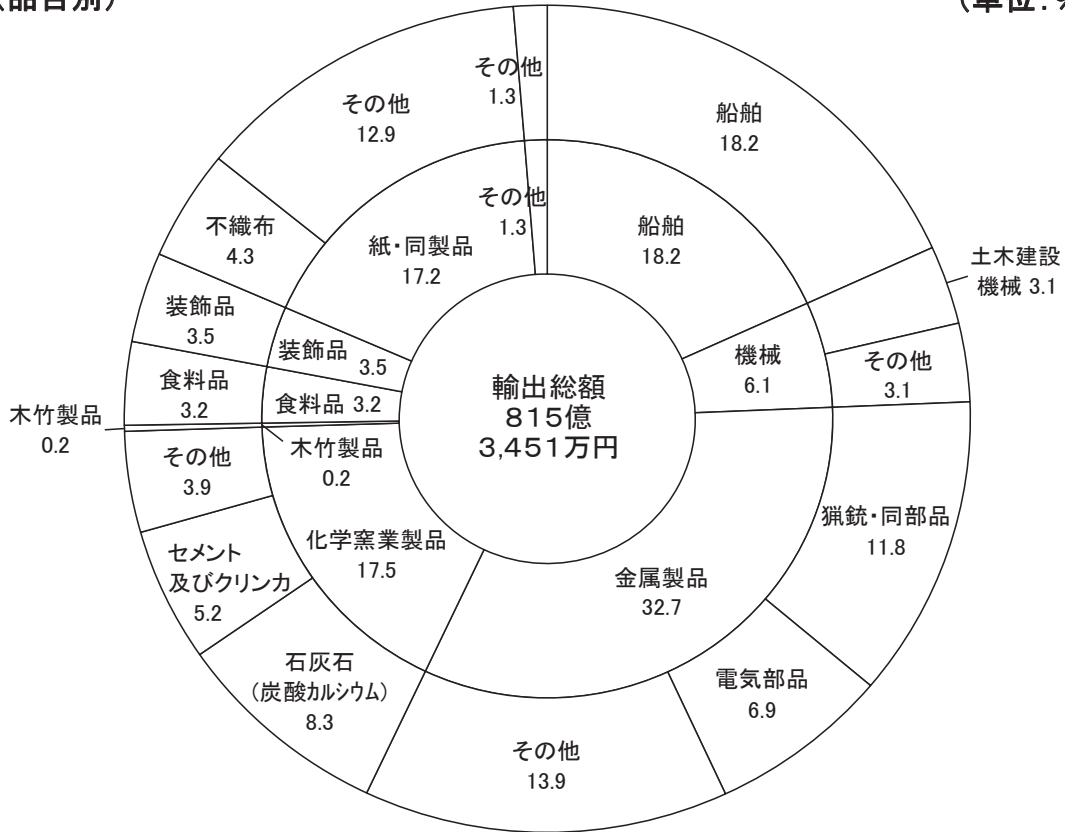 (品目別)
(単位:%
その他
1.3
船舶
18.2
その他
12.9
その他
1.3
船舶
18.2
不織布
4.3
紙・同製品
17.2
土木建設
機械 3.1
装飾品
3.5
装飾品
3.5
機械
6.1
その他
3.1
食料品
3.2
食料品 3.2
輸出総額
815億
3,451万円
木竹製品
0.2
木竹製品
0.2
その他
3.9
猟銃・同部品
11.8
化学窯業製品
17.5
セメント
及びクリンカ
5.2
金属製品
32.7
石灰石
(炭酸カルシウム)
8.3
電気部品
6.9
その他
13.9